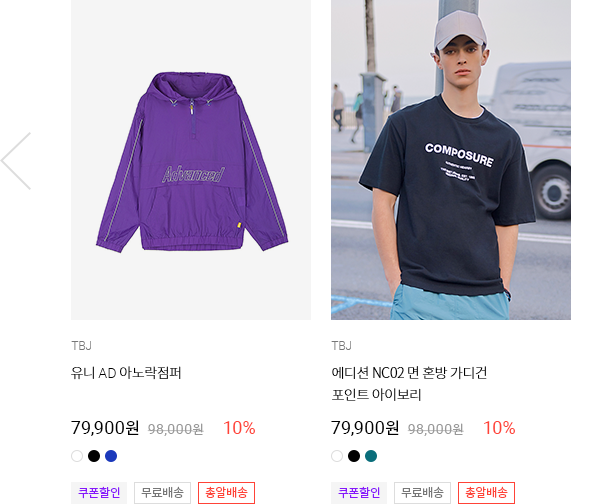 Advanced
COMPOSURE
TBJ
유니 AD 아노락점퍼
79,900원 98,000원 10%
쿠폰할인 무료배송 총알배송
TBJ
에디션 NC02 면 혼방 가디건
포인트 아이보리
79,900원 98,000원 10%
쿠폰할인 무료배송 총알배송